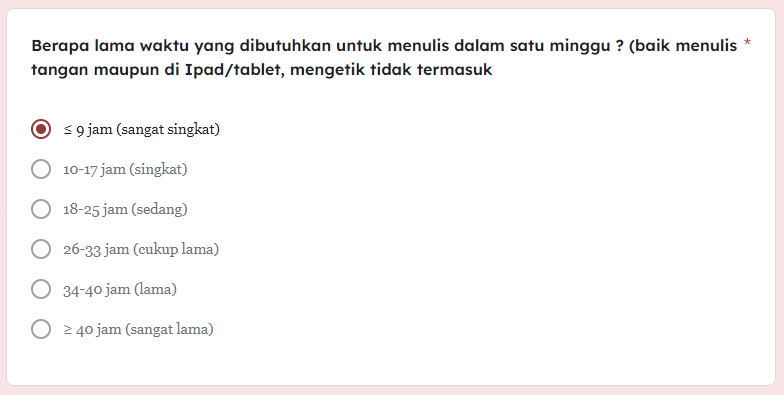 Berapa lama waktu yang dibutuhkan untuk menulis dalam satu minggu ? (baik menulis *
tangan maupun di Ipad/tablet, mengetik tidak termasuk
≤ 9 jam (sangat singkat)
10-17 jam (singkat)
18-25 jam (sedang)
26-33 jam (cukup lama)
34-40 jam (lama)
≥ 40 jam (sangat lama)